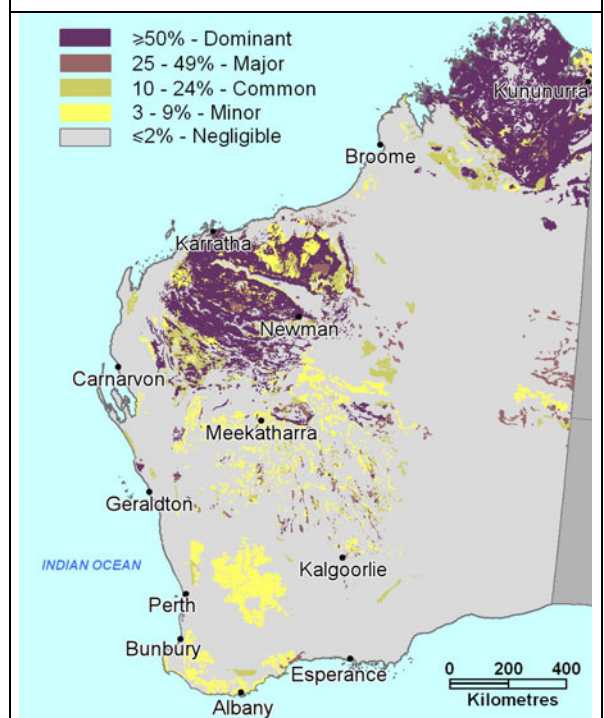 ≥50% - Dominant
25 - 49% - Major
10 - 24% - Common
3 - 9% - Minor
≤2% - Negligible
Kununurra
Broome
Karratha
Newman
Carnarvon
Meekatharra
Geraldton
INDIAN OCEAN
Kalgoorlie
Perth
Bunbury
Esperance
Albany
0 200 400
Kilometres